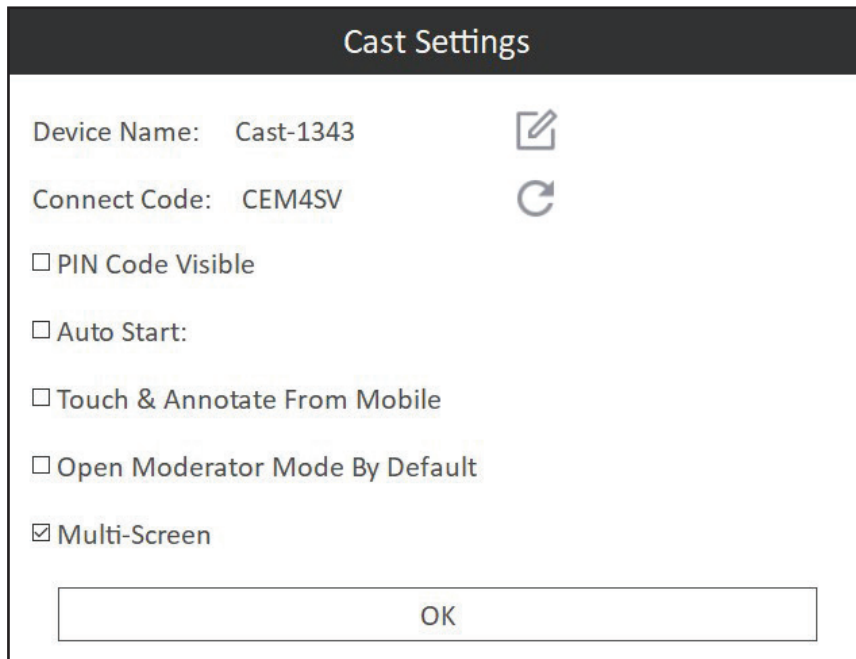 Cast Settings
Device Name: Cast-1343
Connect Code: CEM4SV
PIN Code Visible
Auto Start:
Touch & Annotate From Mobile
Open Moderator Mode By Default
Multi-Screen
OK